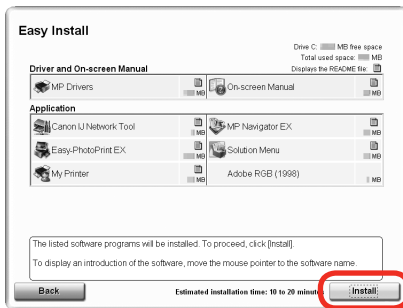 Easy Install
Drive C: MB free space
Total used space: MB
Driver and On-screen Manual Displays the README file:
MP Drivers MB On-screen Manual MB
Application
Canon IJ Network Tool MB MP Navigator EX MB
Easy-PhotoPrint EX MB Solution Menu MB
My Printer MB Adobe RGB (1998) MB
The listed software programs will be installed. To proceed, click [Install].
To display an introduction of the software, move the mouse pointer to the software name.
Back Estimated installation time: 10 to 20 minutes Install